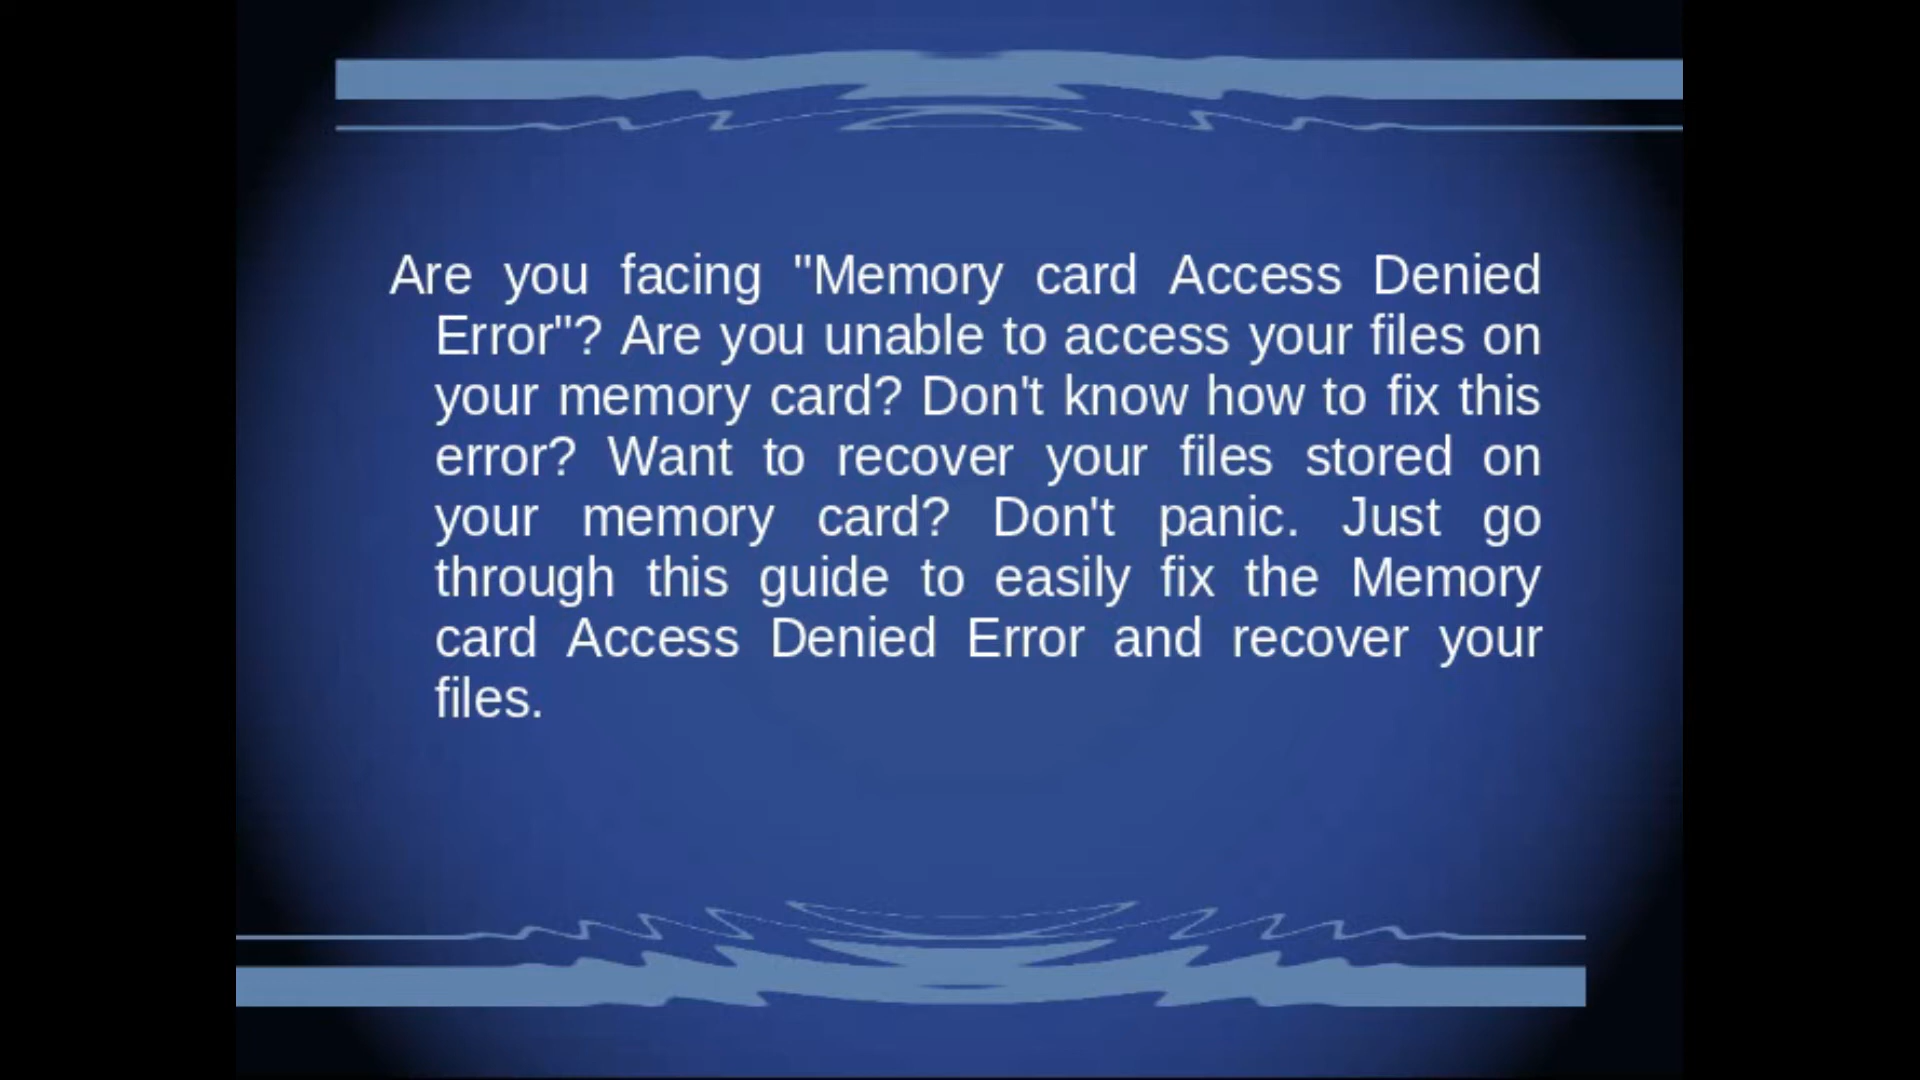 Are you facing "Memory card Access Denied
Error"? Are you unable to access your files on
your memory card? Don't know how to fix this
error? Want to recover your files stored on
your memory card? Don't panic. Just go
through this guide to easily fix the Memory
card Access Denied Error and recover your
files.